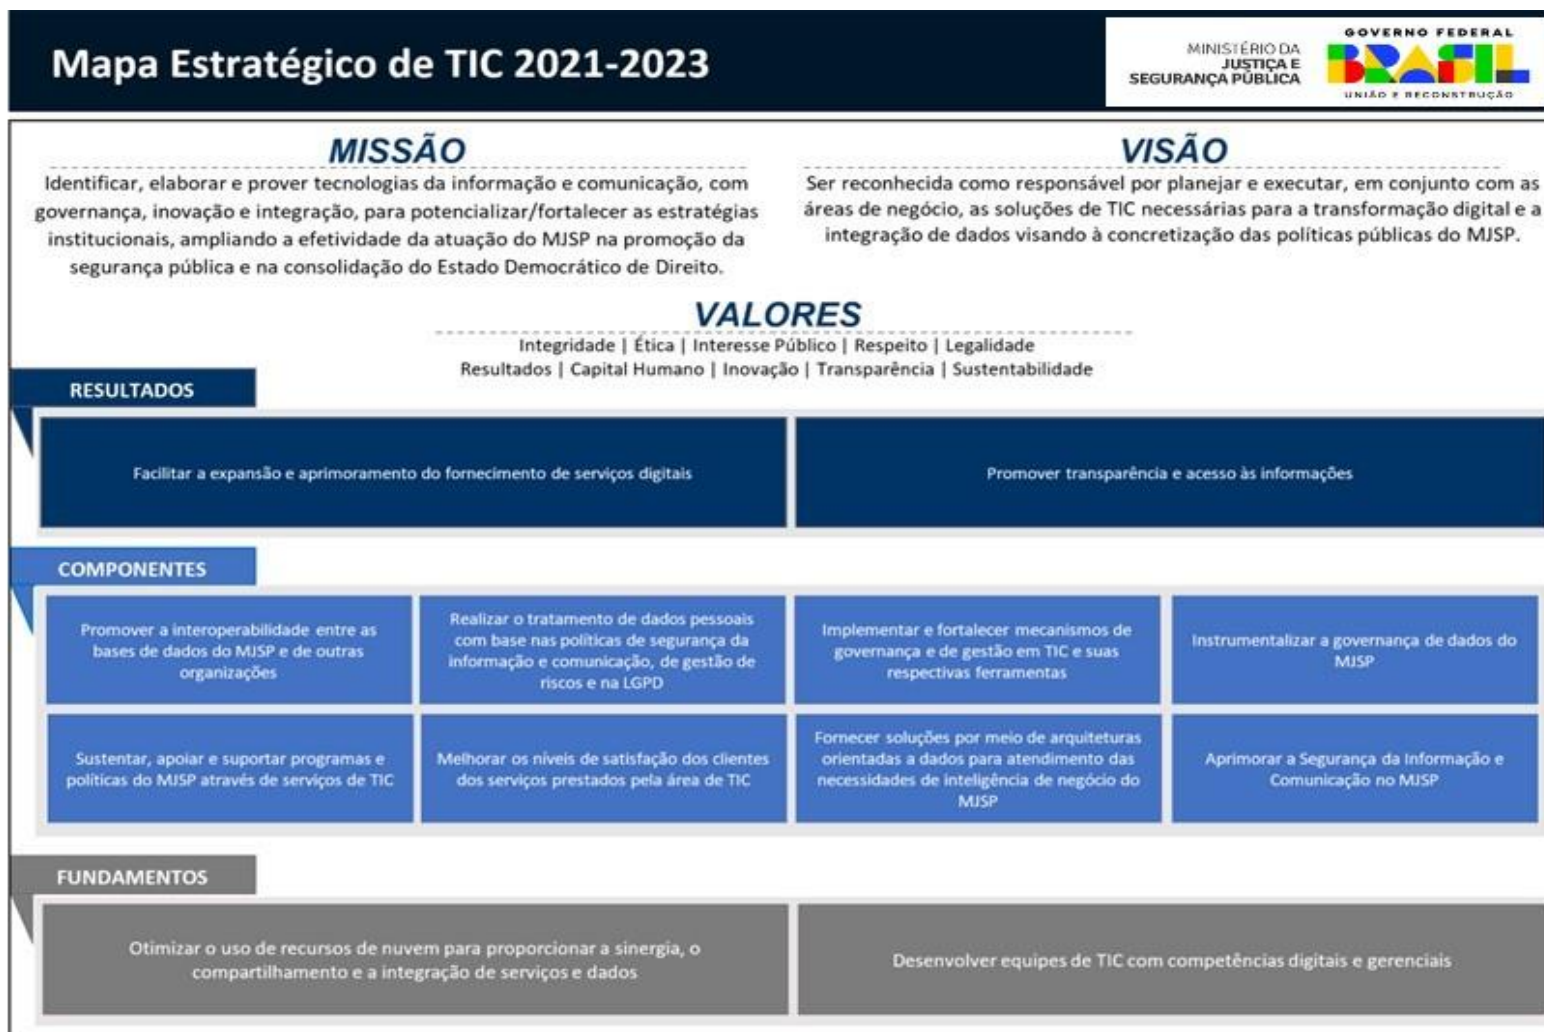 Mapa Estratégico de TIC 2021-2023
MINISTÉRIO DA
JUSTIÇA E
SEGURANÇA PÚBLICA
GOVERNO FEDERAL
BRASIL
UNIÃO E RECONSTRUÇÃO
MISSÃO
Identificar, elaborar e prover tecnologias da informação e comunicação, com
governança, inovação e integração, para potencializar/fortalecer as estratégias
institucionais, ampliando a efetividade da atuação do MJSP na promoção da
segurança pública e na consolidação do Estado Democrático de Direito.
VISÃO
Ser reconhecida como responsável por planejar e executar, em conjunto com as
áreas de negócio, as soluções de TIC necessárias para a transformação digital e a
integração de dados visando à concretização das políticas públicas do MJSP.
VALORES
Integridade | Ética | Interesse Público | Respeito | Legalidade
Resultados | Capital Humano | Inovação | Transparência | Sustentabilidade
RESULTADOS
Facilitar a expansão e aprimoramento do fornecimento de serviços digitais
Promover transparência e acesso às informações
COMPONENTES
Promover a interoperabilidade entre as
bases de dados do MJSP e de outras
organizações
Realizar o tratamento de dados pessoais
com base nas políticas de segurança da
informação e comunicação, de gestão de
riscos e na LGPD
Implementar e fortalecer mecanismos de
governança e de gestão em TIC e suas
respectivas ferramentas
Instrumentalizar a governança de dados do
MJSP
Sustentar, apoiar e suportar programas e
políticas do MJSP através de serviços de TIC
Melhorar os níveis de satisfação dos clientes
dos serviços prestados pela área de TIC
Fornecer soluções por meio de arquiteturas
orientadas a dados para atendimento das
necessidades de inteligência de negócio do
MJSP
Aprimorar a Segurança da Informação e
Comunicação no MJSP
FUNDAMENTOS
Otimizar o uso de recursos de nuvem para proporcionar a sinergia, o
compartilhamento e a integração de serviços e dados
Desenvolver equipes de TIC com competências digitais e gerenciais